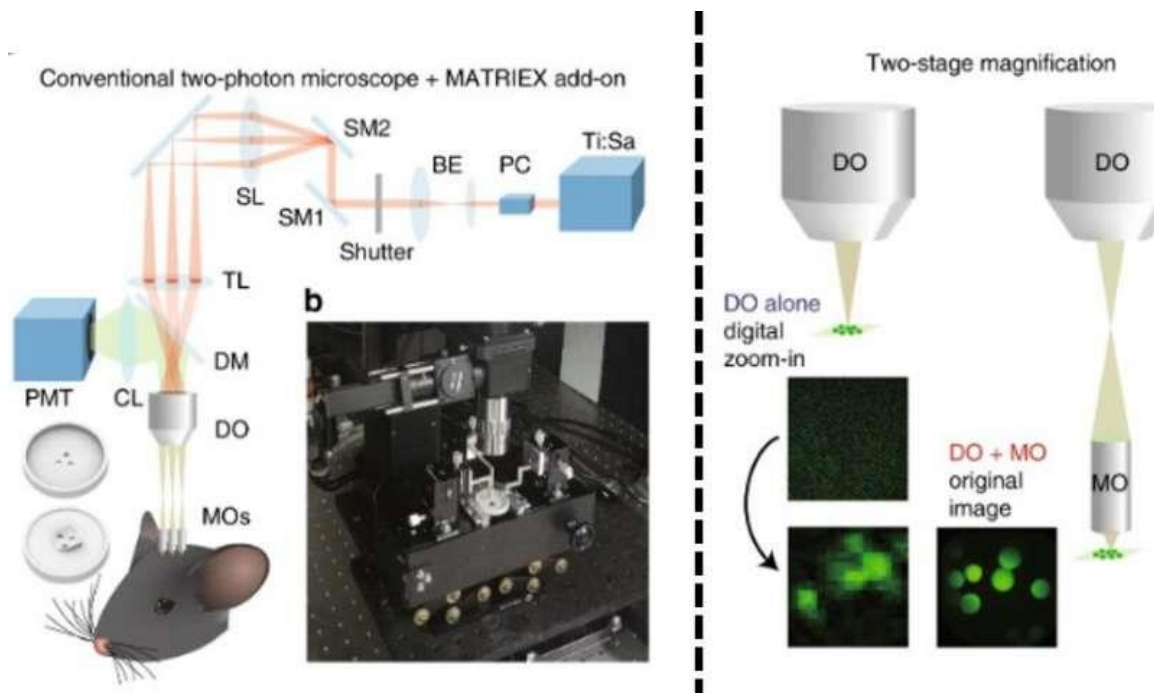 Conventional two-photon microscope + MATRIEX add-on
SM2
Ti:Sa
BE
PC
SL
SM1
Shutter
TL
b
DM
PMT
CL
DO
MOs
Two-stage magnification
DO
DO
DO alone
digital
zoom-in
DO + MO
original
image
MO